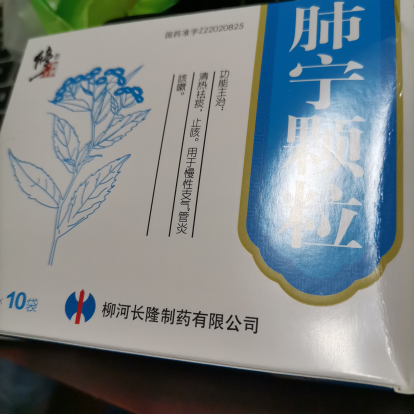 国药准字Z22020825
肺宁颗粒
修正
功能主治：
清热祛痰，止咳。用于慢性支气管炎
咳嗽。
10袋
柳河长隆制药有限公司